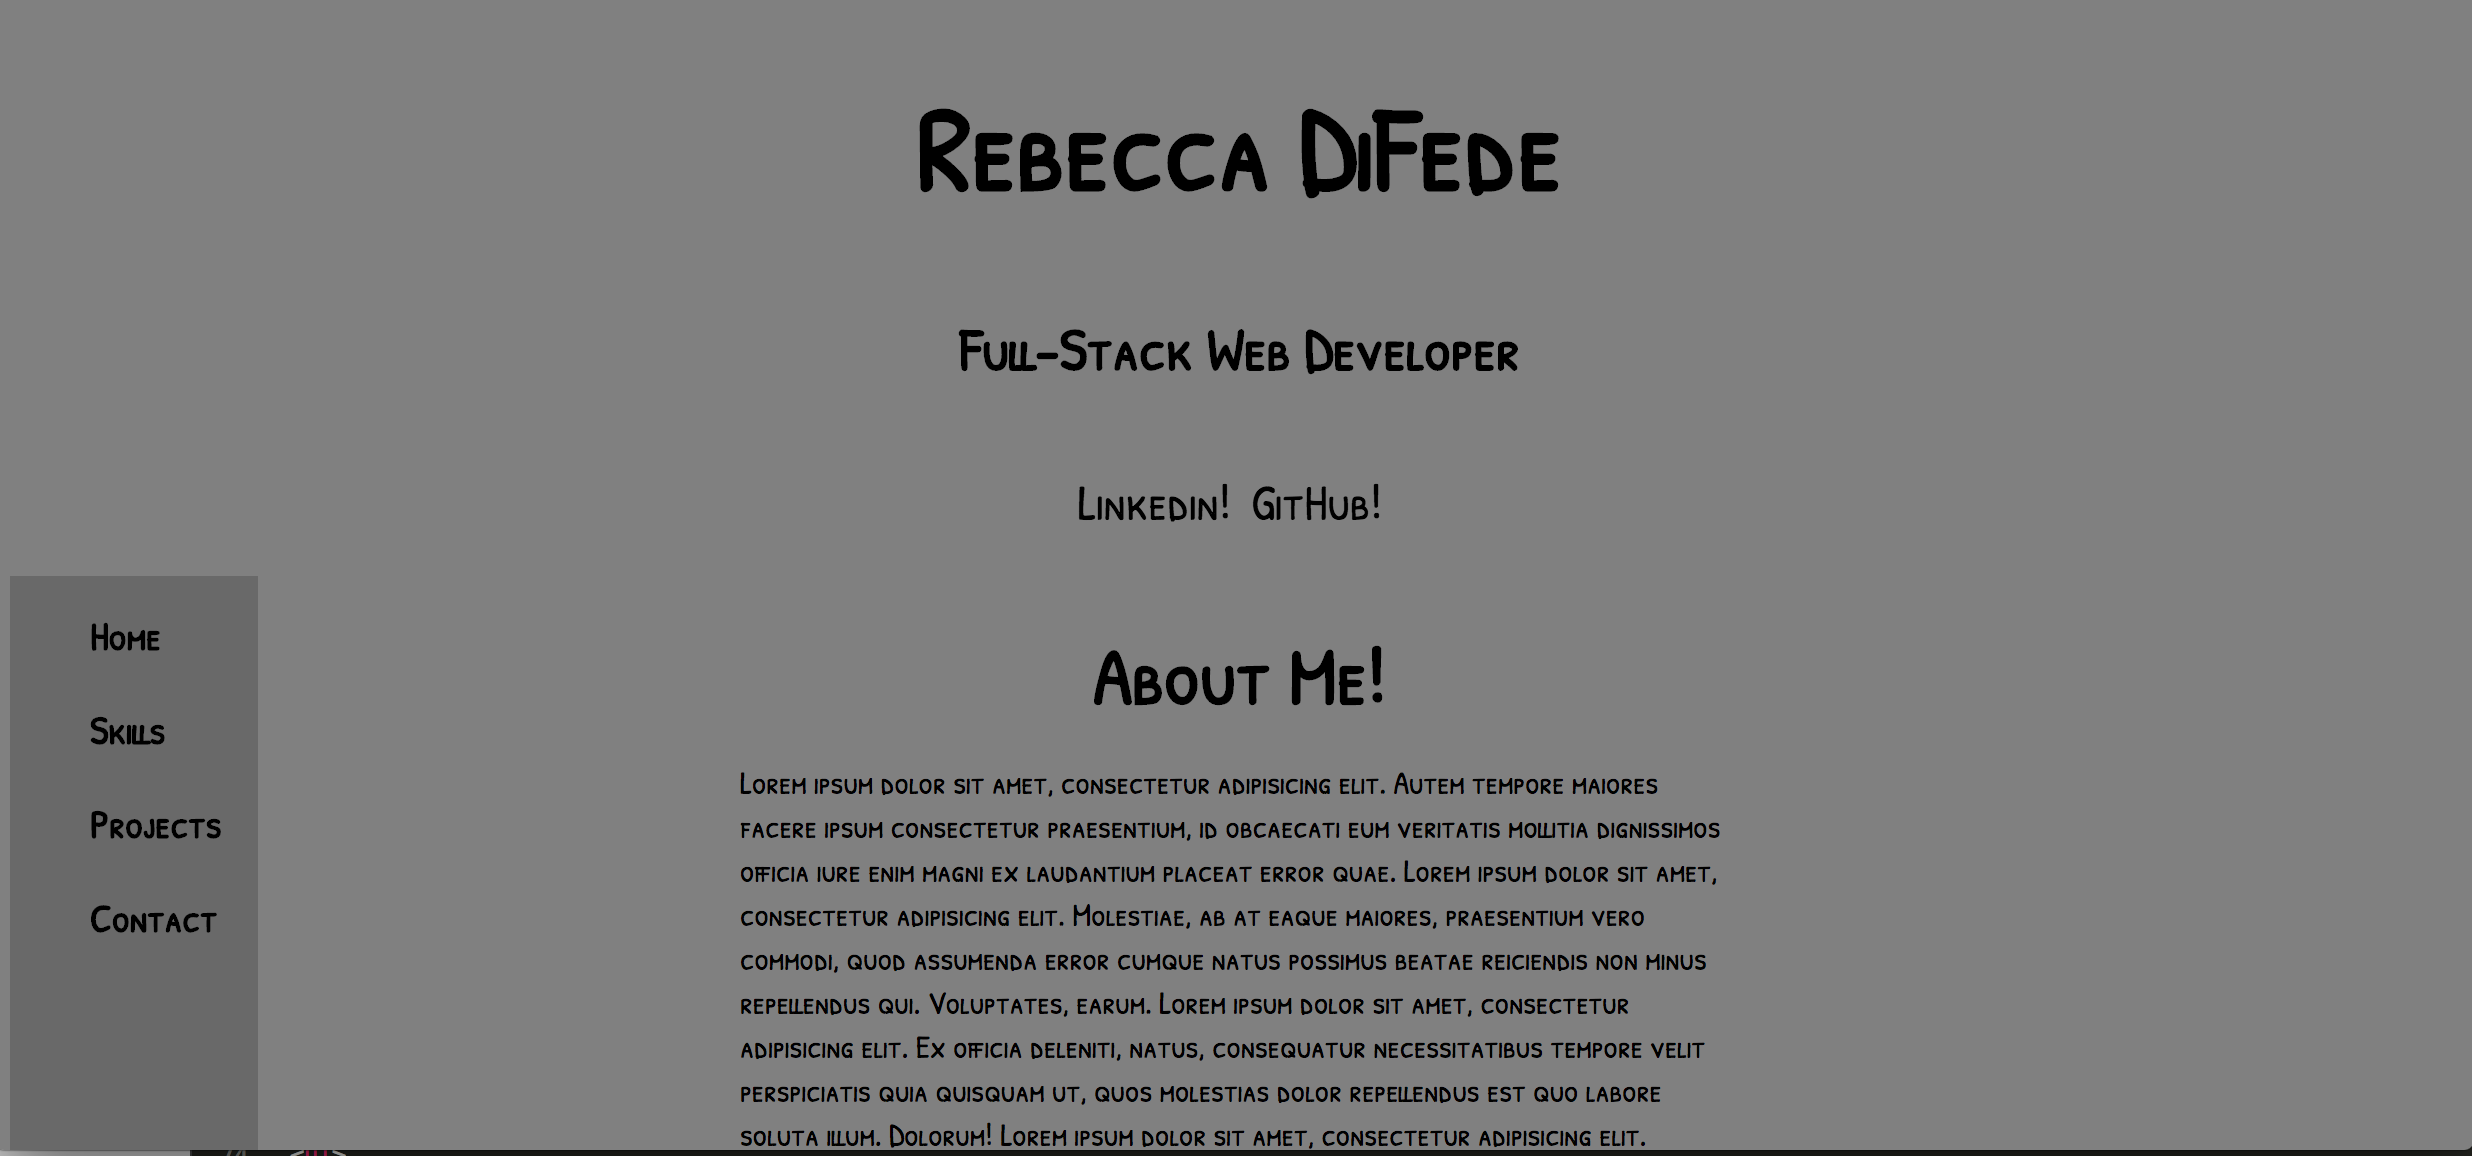 Rebecca DiFede
Full-Stack Web Developer
Linkedin! GitHub!
Home
Skills
Projects
Contact
About Me!
Lorem ipsum dolor sit amet, consectetur adipisicing elit. Autem tempore maiores
facere ipsum consectetur praesentium, id obcaecati eum veritatis mollitia dignissimos
officia iure enim magni ex laudantium placeat error quae. Lorem ipsum dolor sit amet,
consectetur adipisicing elit. Molestiae, ab at eaque maiores, praesentium vero
commodi, quod assumenda error cumque natus possimus beatae reiciendis non minus
repellendus qui. Voluptates, earum. Lorem ipsum dolor sit amet, consectetur
adipisicing elit. Ex officia deleniti, natus, consequatur necessitatibus tempore velit
perspiciatis quia quisquam ut, quos molestias dolor repellendus est quo labore
soluta illum. Dolorum! Lorem ipsum dolor sit amet, consectetur adipisicing elit.